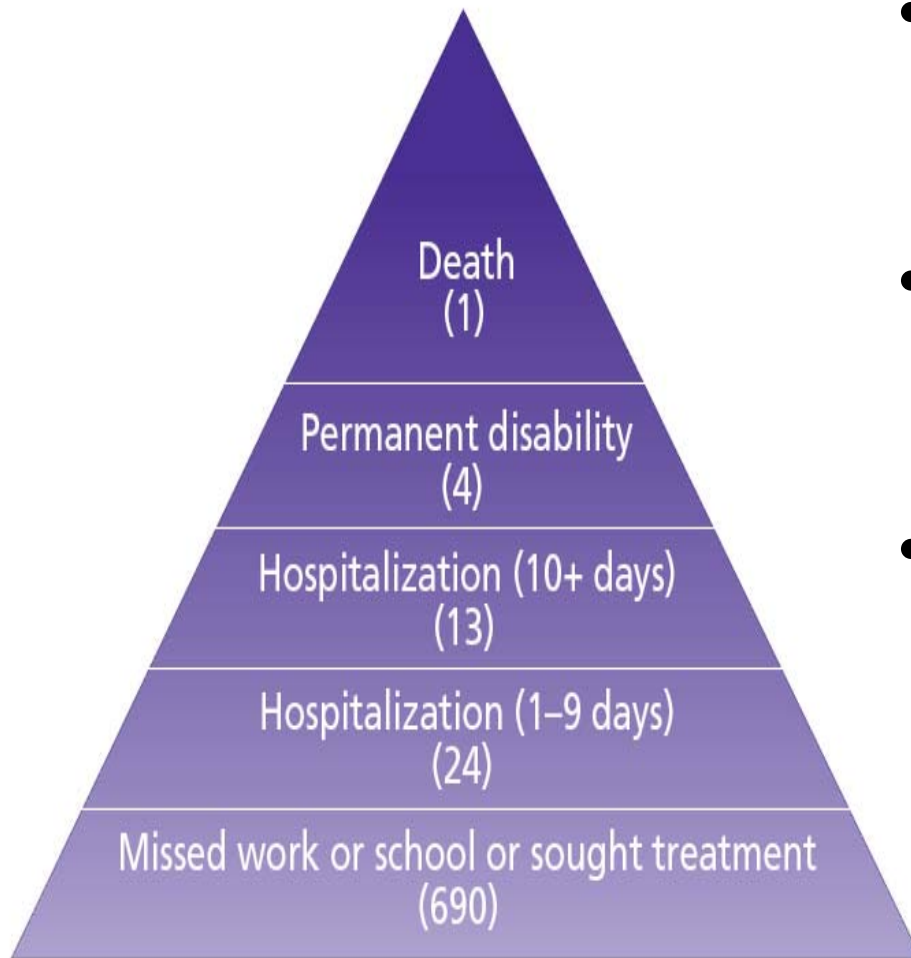 Death
(1)
Permanent disability
(4)
Hospitalization (10+ days)
(13)
Hospitalization (1–9 days)
(24)
Missed work or school or sought treatment
(690)